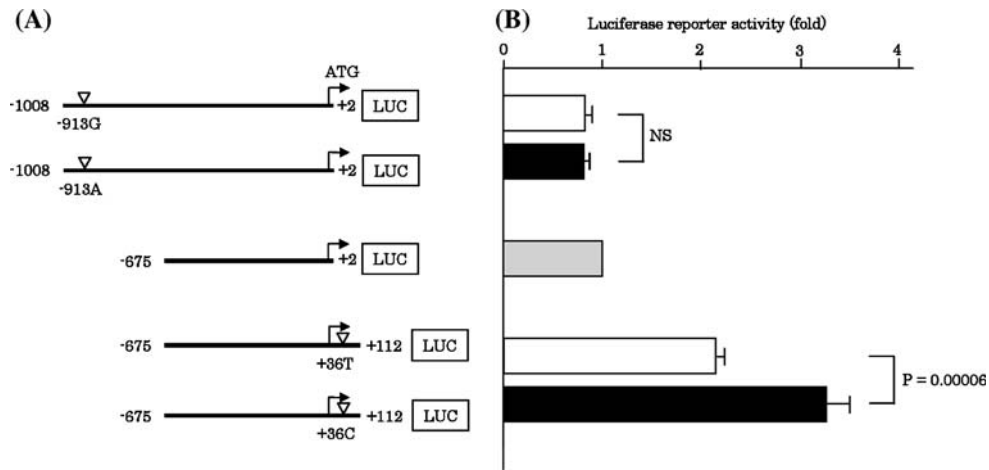 (A)
ATG
-1008
+2
LUC
-913G
-1008
+2
LUC
-913A
-675
+2
LUC
-675
+112
LUC
+36T
-675
+112
LUC
+36C
(B)
Luciferase reporter activity (fold)
0 1 2 3 4
NS
P = 0.00006